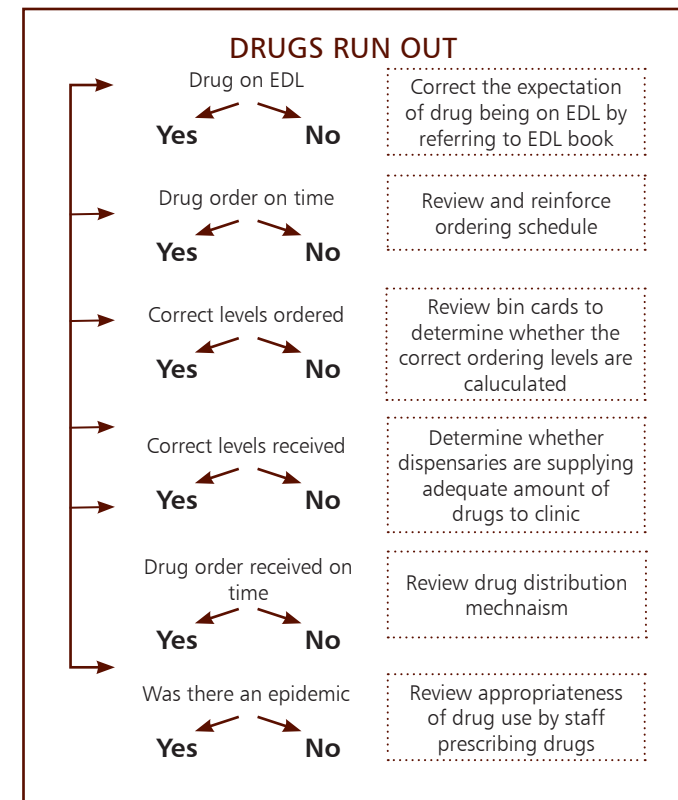 DRUGS RUN OUT
Drug on EDL
Yes No
Correct the expectation
of drug being on EDL by
referring to EDL book
Drug order on time
Yes No
Review and reinforce
ordering schedule
Correct levels ordered
Yes No
Review bin cards to
determine whether the
correct ordering levels are
caluculated
Correct levels received
Yes No
Determine whether
dispensaries are supplying
adequate amount of
drugs to clinic
Drug order received on
time
Yes No
Review drug distribution
mechnaism
Was there an epidemic
Yes No
Review appropriateness
of drug use by staff
prescribing drugs